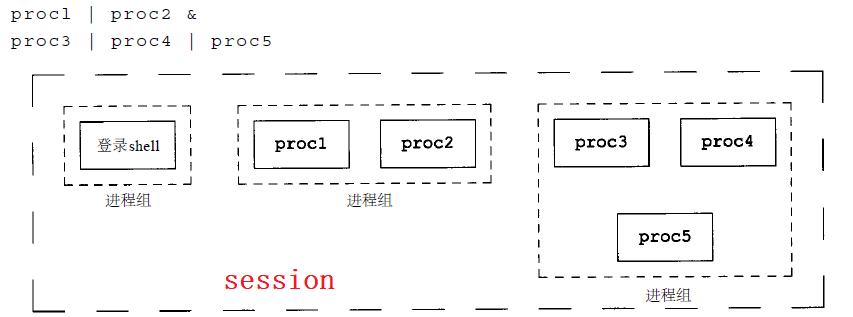 proc1 | proc2 &
proc3 | proc4 | proc5
登录shell
proc1
proc2
proc3
proc4
进程组
进程组
proc5
session
进程组